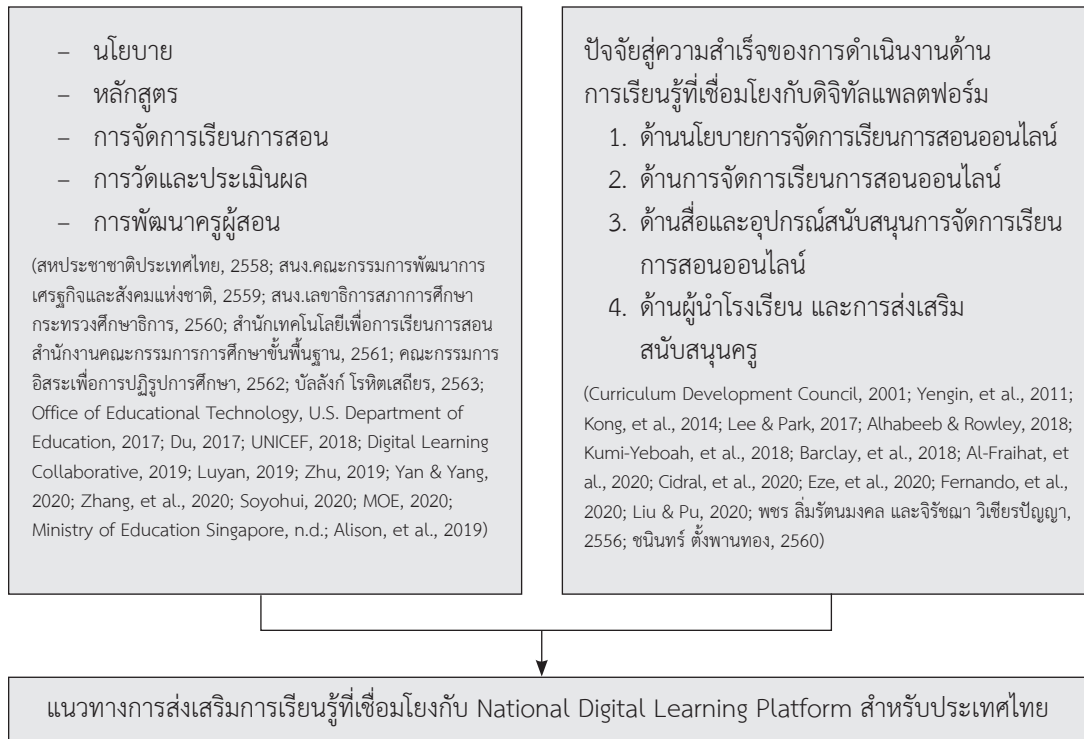 – นโยบาย
– หลักสูตร
– การจัดการเรียนการสอน
– การวัดและประเมินผล
– การพัฒนาครูผู้สอน
(สหประชาชาติประเทศไทย, 2558; สนง.คณะกรรมการพัฒนาการ
เศรฐกิจและสังคมแห่งชาติ, 2559; สนง.เลขาธิการสภาการศึกษา
กระทรวงศึกษาธิการ, 2560; สำนักเทคโนโลยีเพื่อการเรียนการสอน
สำนักงานคณะกรรมการการศึกษาขั้นพื้นฐาน, 2561; คณะกรรมการ
อิสระเพื่อการปฏิรูปการศึกษา, 2562; บัลลังก์ โรหิตเสถียร, 2563;
Office of Educational Technology, U.S. Department of
Education, 2017; Du, 2017; UNICEF, 2018; Digital Learning
Collaborative, 2019; Luyan, 2019; Zhu, 2019; Yan & Yang,
2020; Zhang, et al., 2020; Soyohui, 2020; MOE, 2020;
Ministry of Education Singapore, n.d.; Alison, et al., 2019)
ปัจจัยสู่ความสำเร็จของการดำเนินงานด้าน
การเรียนรู้ที่เชื่อมโยงกับดิจิทัลแพลตฟอร์ม
1. ด้านนโยบายการจัดการเรียนการสอนออนไลน์
2. ด้านการจัดการเรียนการสอนออนไลน์
3. ด้านสื่อและอุปกรณ์สนับสนุนการจัดการเรียน
การสอนออนไลน์
4. ด้านผู้นำโรงเรียน และการส่งเสริม
สนับสนุนครู
(Curriculum Development Council, 2001; Yengin, et al., 2011;
Kong, et al., 2014; Lee & Park, 2017; Alhabeeb & Rowley, 2018;
Kumi-Yeboah, et al., 2018; Barclay, et al., 2018; Al-Fraihat, et
al., 2020; Cidral, et al., 2020; Eze, et al., 2020; Fernando, et al.,
2020; Liu & Pu, 2020; พชร ลิ่มรัตนมงคล และจิรัชฌา วิเชียรปัญญา,
2556; ชนินทร์ ตั้งพานทอง, 2560)
แนวทางการส่งเสริมการเรียนรู้ที่เชื่อมโยงกับ National Digital Learning Platform สำหรับประเทศไทย